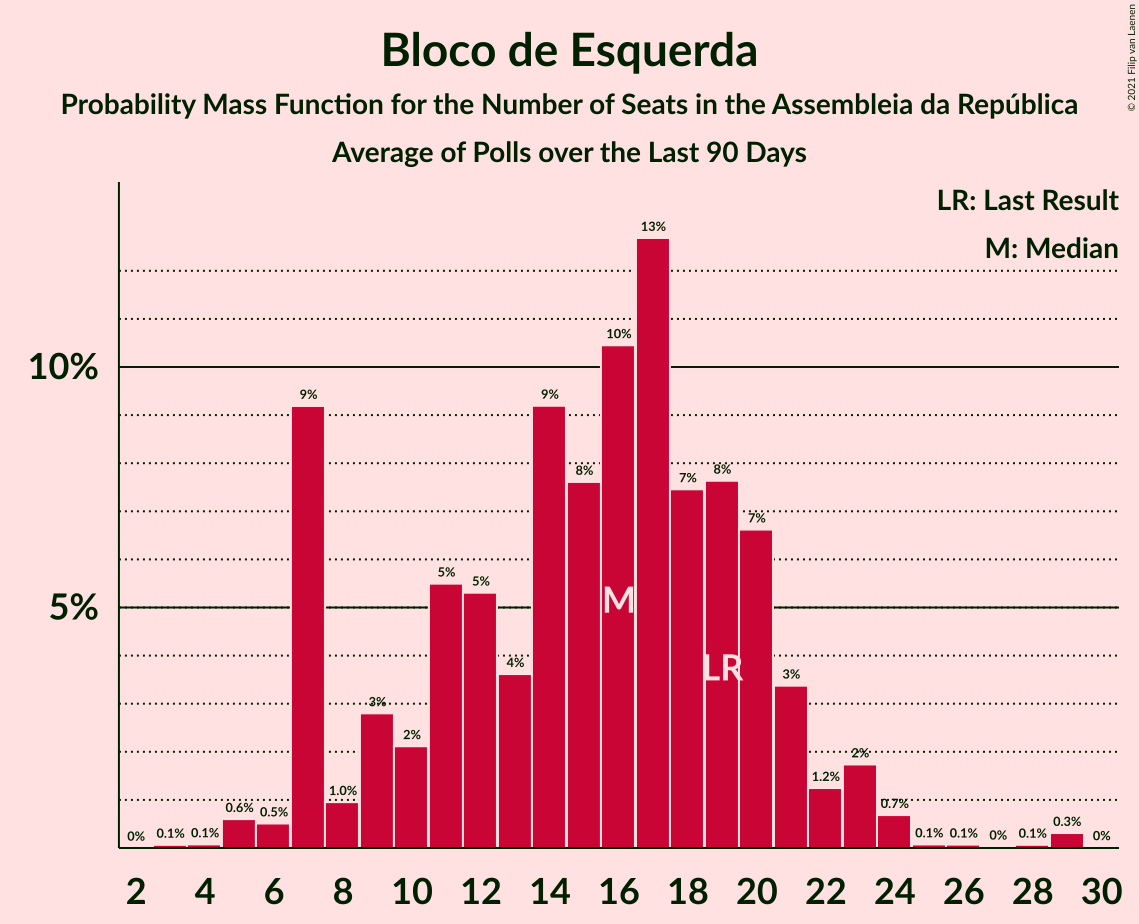 © 2021 Filip van Laenen
Bloco de Esquerda
Probability Mass Function for the Number of Seats in the Assembleia da República
Average of Polls over the Last 90 Days
LR: Last Result
M: Median
10%
5%
0% 0.1% 0.1% 0.6% 0.5% 9% 1.0% 3% 2% 5% 5% 4% 9% 8% 10% 13% 7% 8% 7% 3% 1.2% 2% 0.7% 0.1% 0.1% 0% 0.1% 0.3% 0%
M
LR
2 4 6 8 10 12 14 16 18 20 22 24 26 28 30